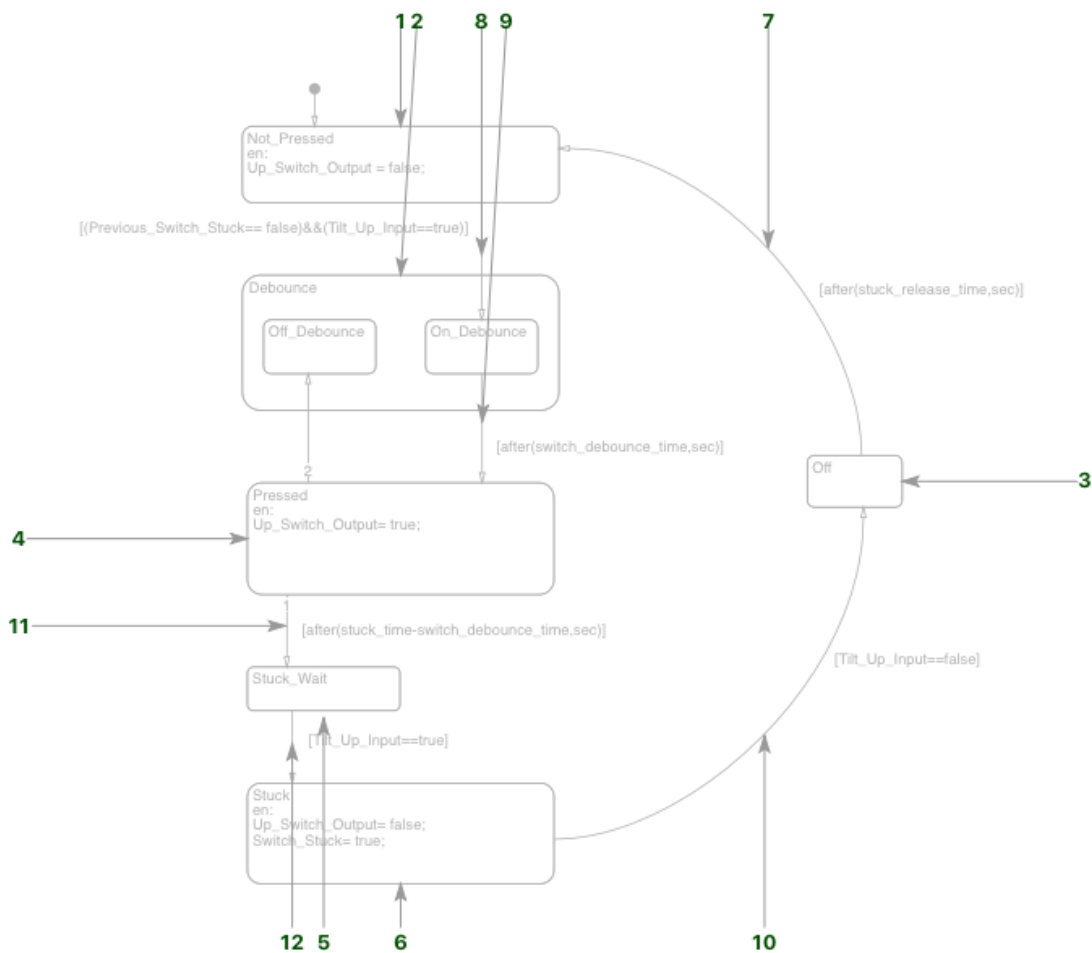 1 2 8 9 7
Not_Pressed
en:
Up_Switch_Output = false;
[(Previous_Switch_Stuck== false)&&(Tilt_Up_Input==true)]
Debounce
[after(stuck_release_time,sec)]
Off_Debounce
On_Debounce
[after(switch_debounce_time,sec)]
2
Off
3
Pressed
en:
Up_Switch_Output= true;
4
1
11
[after(stuck_time-switch_debounce_time,sec)]
[Tilt_Up_Input==false]
Stuck_Wait
[Tilt_Up_Input==true]
Stuck
en:
Up_Switch_Output= false;
Switch_Stuck= true;
12 5 6 10